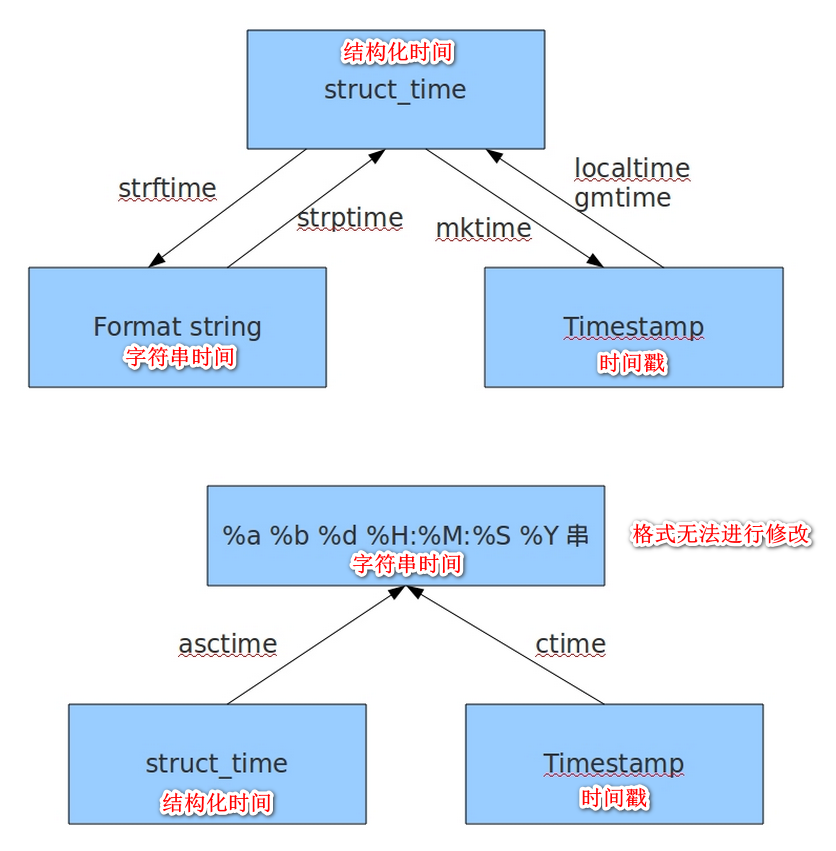 结构化时间
struct_time
strftime
strptime
mktime
localtime
gmtime
Format string
字符串时间
Timestamp
时间戳
%a %b %d %H:%M:%S %Y 串
字符串时间
格式无法进行修改
asctime
ctime
struct_time
结构化时间
Timestamp
时间戳